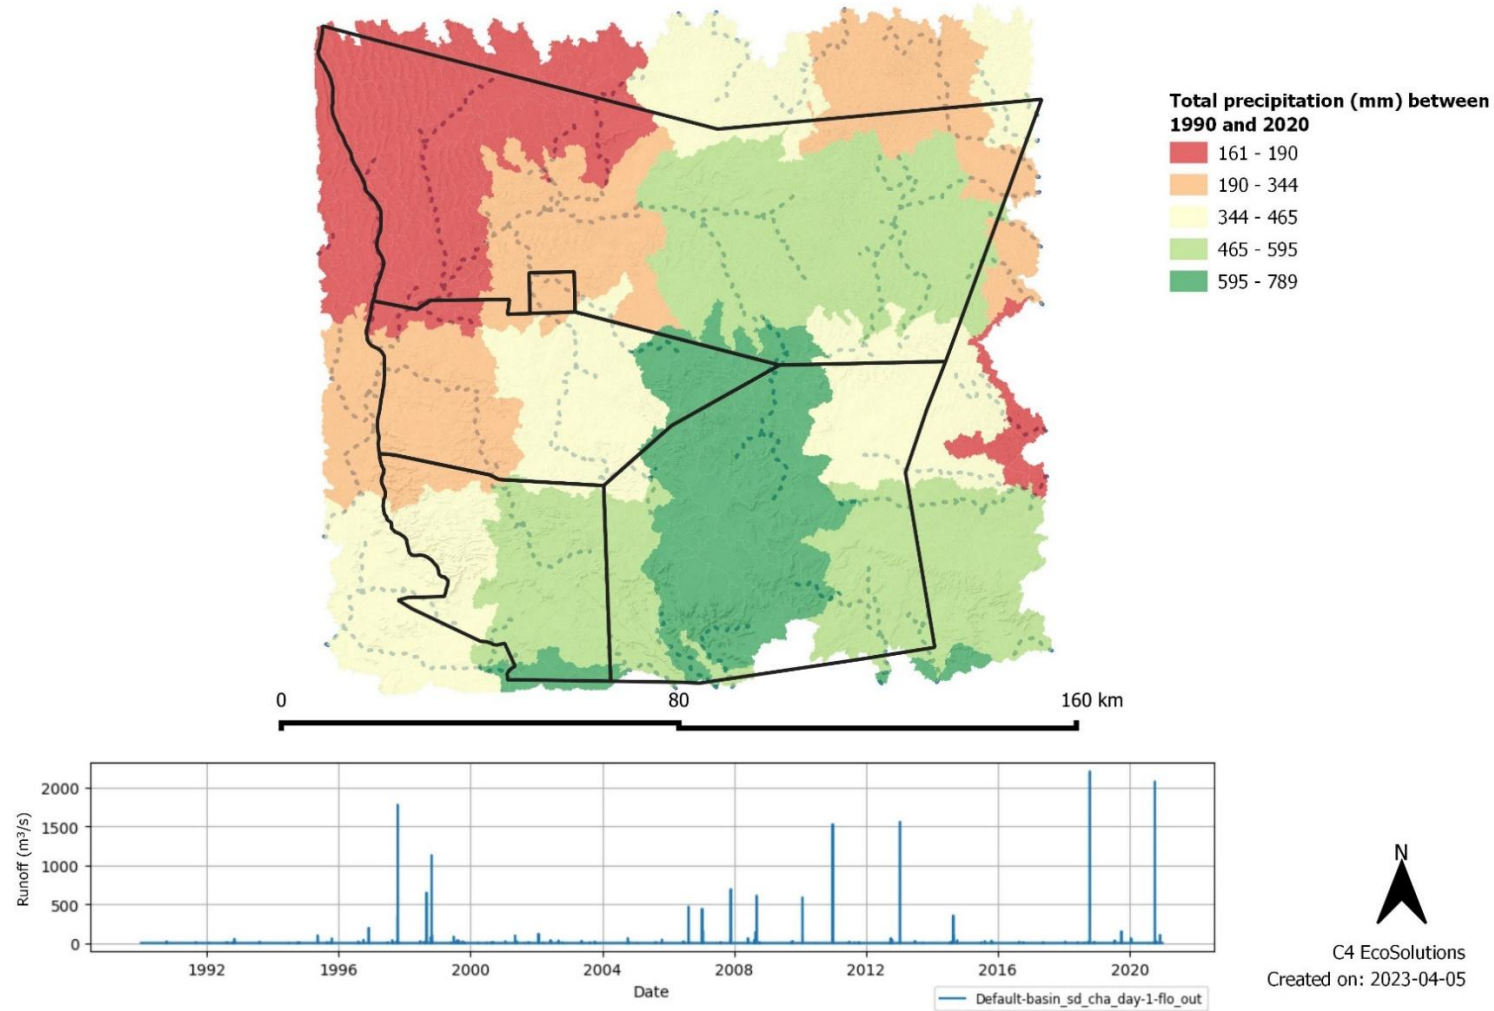 Total precipitation (mm) between
1990 and 2020
161 - 190
190 - 344
344 - 465
465 - 595
595 - 789
0 80 160 km
Runoff (m³/s)
2000
1500
1000
500
0
1992 1996 2000 2004 2008 2012 2016 2020
Date
Default-basin_sd_cha_day-1-flo_out
N
C4 EcoSolutions
Created on: 2023-04-05